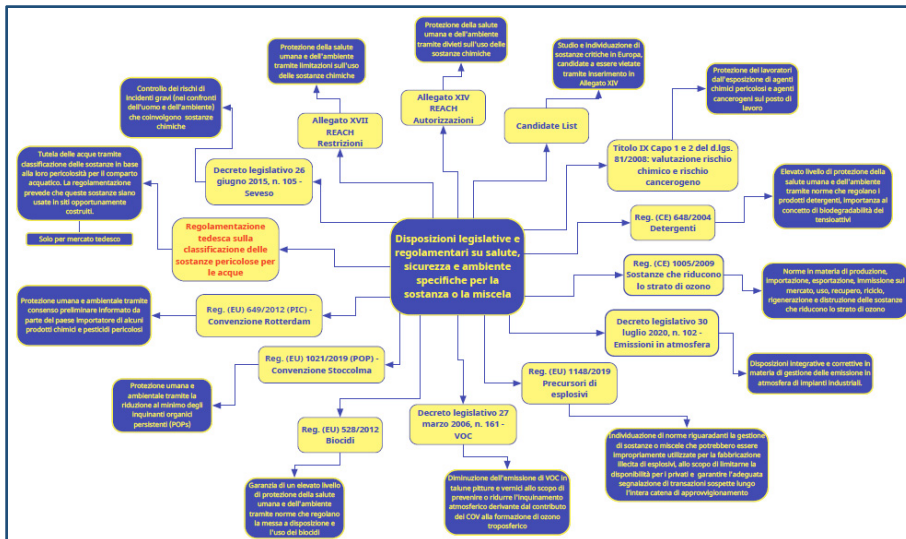 Protezione della salute
umana e dell'ambiente
tramite limitazioni sull'uso
delle sostanze chimiche
Protezione della salute
umana e dell'ambiente
tramite divieti sull'uso delle
sostanze chimiche
Studio e individuazione di
sostanze critiche in Europa,
candidate a essere vietate
tramite inserimento in
Allegato XIV
Protezione dei lavoratori
dall'esposizione di agenti
chimici pericolosi e agenti
cancerogeni sul posto di
lavoro
Controllo dei rischi di
incidenti gravi (nei confronti
dell'uomo e dell'ambiente)
che coinvolgono sostanze
chimiche
Allegato XVII
REACH
Restrizioni
Allegato XIV
REACH
Autorizzazioni
Candidate List
Titolo IX Capo 1 e 2 del d.lgs.
81/2008: valutazione rischio
chimico e rischio
cancerogeno
Tutela delle acque tramite
classificazione delle sostanze in base
alla loro pericolosità per il comparto
acquatico. La regolamentazione
prevede che queste sostanze siano
usate in siti opportunamente
costruiti.
Solo per mercato tedesco
Decreto legislativo 26
giugno 2015, n. 105 -
Seveso
Elevato livello di protezione della
salute umana e dell'ambiente
tramite norme che regolano i
prodotti detergenti, importanza al
concetto di biodegradabilità dei
tensioattivi
Regolamentazione
tedesca sulla
classificazione delle
sostanze pericolose per
le acque
Disposizioni legislative e
regolamentari su salute,
sicurezza e ambiente
specifiche per la
sostanza o la miscela
Reg. (CE) 648/2004
Detergenti
Reg. (CE) 1005/2009
Sostanze che riducono
lo strato di ozono
Norme in materia di produzione,
importazione, esportazione, immissione sul
mercato, uso, recupero, riciclo,
rigenerazione e distruzione delle sostanze
che riducono lo strato di ozono
Protezione umana e ambientale tramite
consenso preliminare informato da
parte del paese importatore di alcuni
prodotti chimici e pesticidi pericolosi
Reg. (EU) 649/2012 (PIC) -
Convenzione Rotterdam
Decreto legislativo 30
luglio 2020, n. 102 -
Emissioni in atmosfera
Disposizioni integrative e correttive in
materia di gestione delle emissione in
atmosfera di impianti industriali.
Reg. (EU) 1021/2019 (POP) -
Convenzione Stoccolma
Reg. (EU) 1148/2019
Precursori di
esplosivi
Protezione umana e
ambientale tramite la
riduzione al minimo degli
inquinanti organici
persistenti (POPs)
Reg. (EU) 528/2012
Biocidi
Decreto legislativo 27
marzo 2006, n. 161 -
VOC
Individuazione di norme riguaradanti la gestione
di sostanze o miscele che potrebbero essere
impropriamente utilizzate per la fabbricazione
illecita di esplosivi, allo scopo di limitarne la
disponibilità per i privati e garantire l'adeguata
segnalazione di transazioni sospette lungo
l'intera catena di approvvigionamento
Garanzia di un elevato livello
di protezione della salute
umana e dell'ambiente
tramite norme che regolano
la messa a disposizione e
l'uso dei biocidi
Diminuzione dell'emissione di VOC in
talune pitture e vernici allo scopo di
prevenire o ridurre l'inquinamento
atmosferico derivante dal contributo
dei COV alla formazione di ozono
troposferico